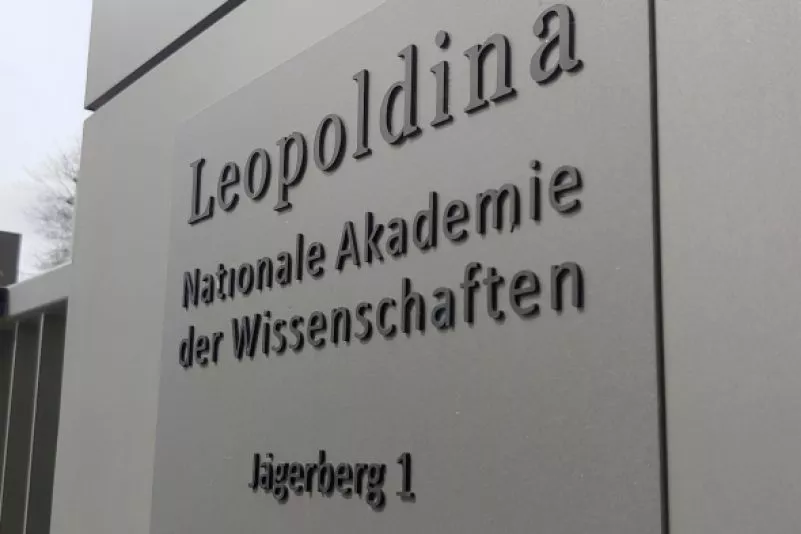 Leopoldina
Nationale Akademie
der Wissenschaften
Jägerberg 1